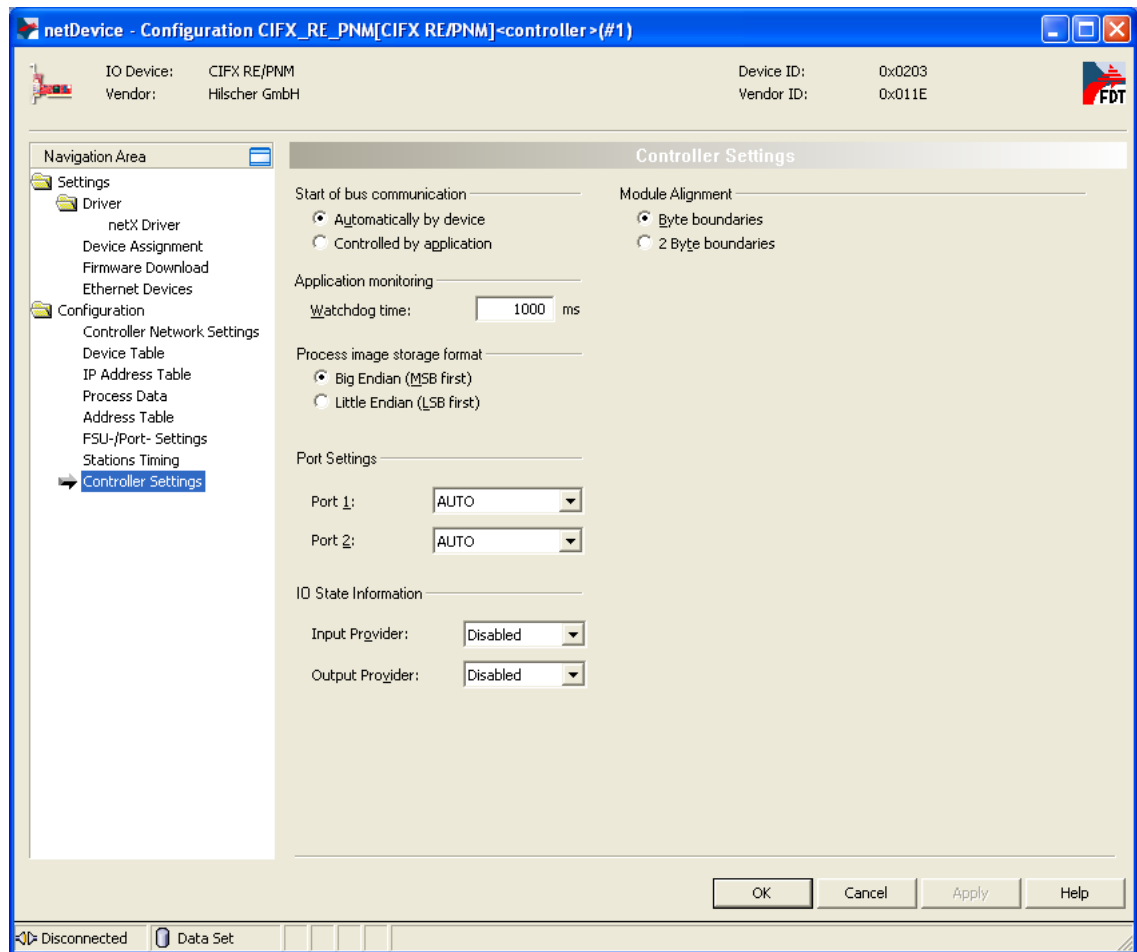 netDevice - Configuration CIFX_RE_PNM[CIFX RE/PNM]<controller>(#1)
IO Device: CIFX RE/PNM
Vendor: Hilscher GmbH
Device ID: 0x0203
Vendor ID: 0x011E
FDT
Navigation Area
Settings
Driver
netX Driver
Device Assignment
Firmware Download
Ethernet Devices
Configuration
Controller Network Settings
Device Table
IP Address Table
Process Data
Address Table
FSU-/Port- Settings
Stations Timing
Controller Settings
Controller Settings
Start of bus communication
Automatically by device
Controlled by application
Application monitoring
Watchdog time: 1000 ms
Process image storage format
Big Endian (MSB first)
Little Endian (LSB first)
Port Settings
Port 1: AUTO
Port 2: AUTO
IO State Information
Input Provider: Disabled
Output Provider: Disabled
Module Alignment
Byte boundaries
2 Byte boundaries
OK Cancel Apply Help
Disconnected Data Set